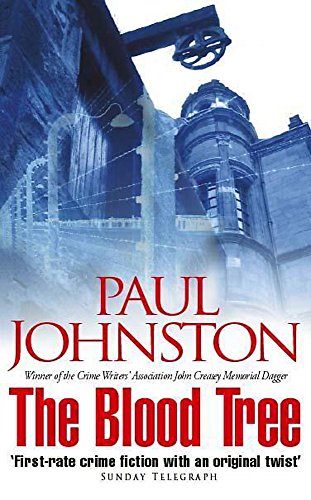 PAUL
JOHNSTON
Winner of the Crime Writers' Association John Creasey Memorial Dagger
The Blood Tree
'First-rate crime fiction with an original twist'
SUNDAY TELEGRAPH